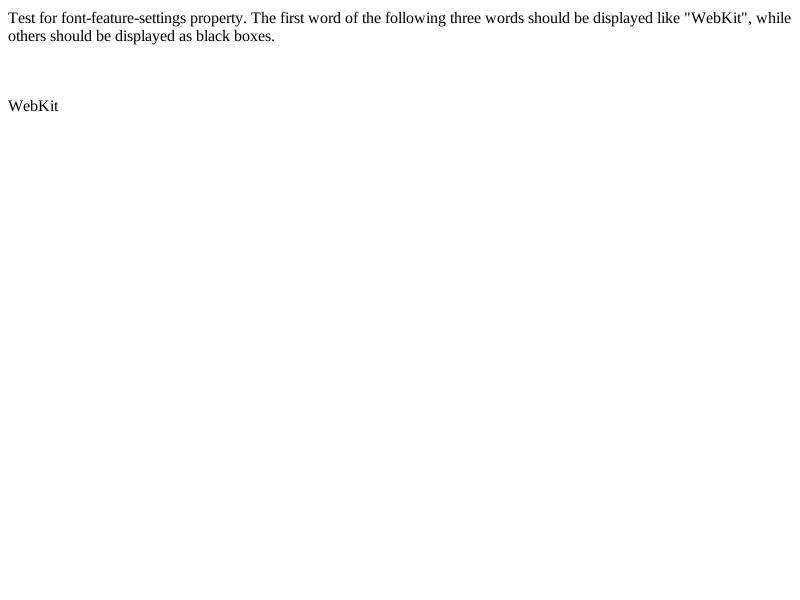 Test for font-feature-settings property. The first word of the following three words should be displayed like "WebKit", while
others should be displayed as black boxes.
WebKit